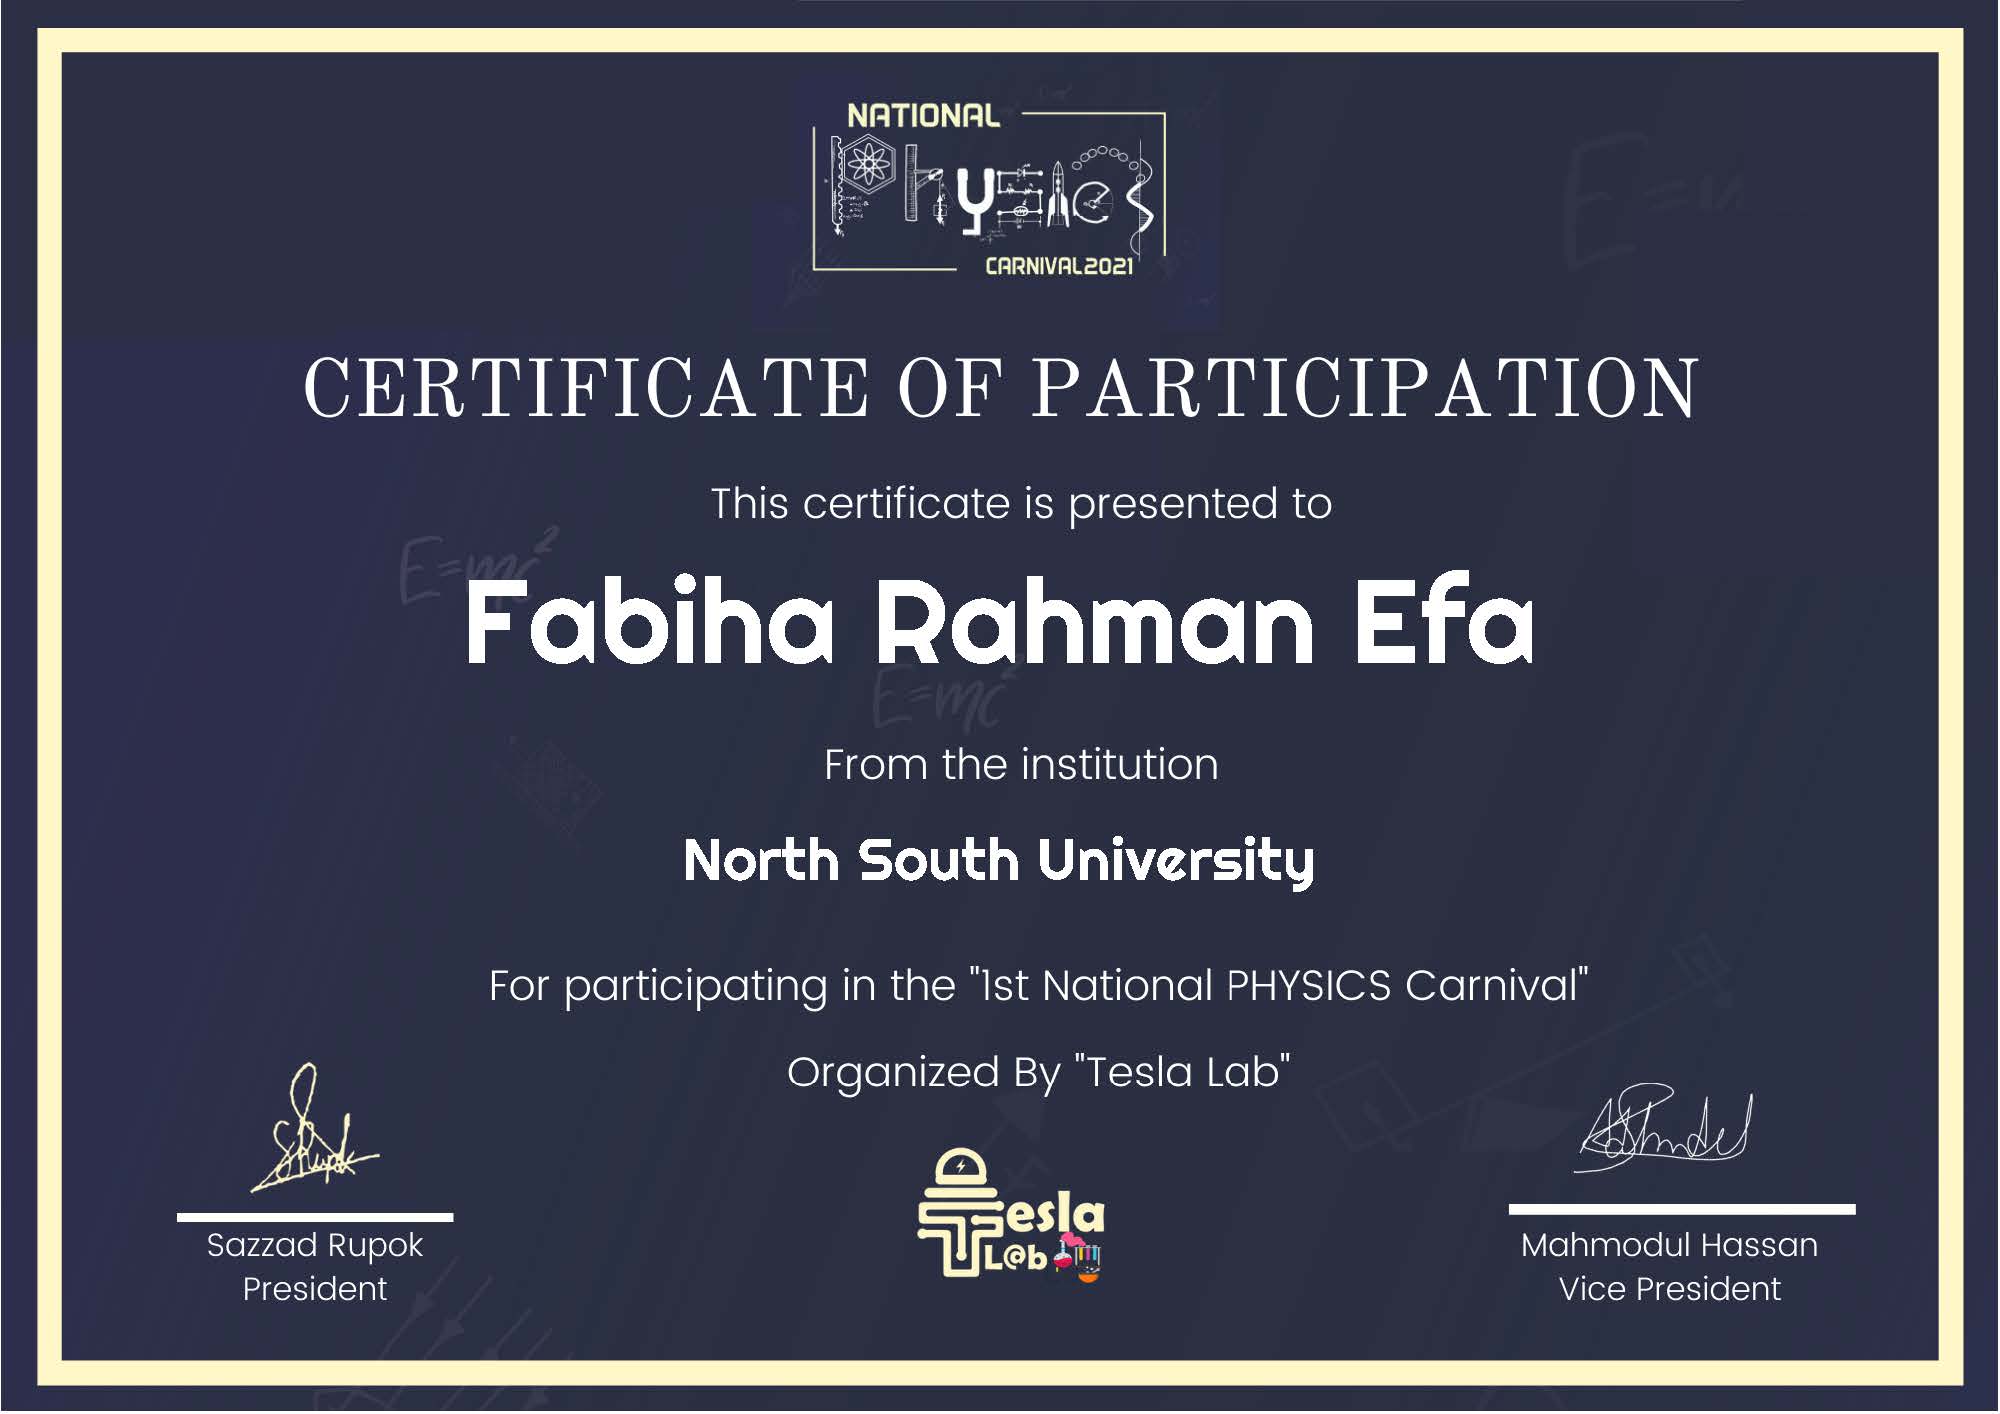 NATIONAL
Physics
CARNIVAL2021
CERTIFICATE OF PARTICIPATION
This certificate is presented to
E=mc²
Fabiha Rahman Efa
E=mc²
From the institution
North South University
For participating in the "1st National PHYSICS Carnival"
Organized By "Tesla Lab"
Tesla
L@b
Sazzad Rupok
President
Mahmodul Hassan
Vice President